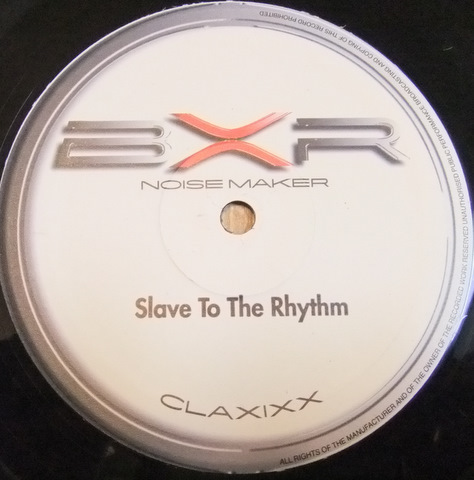 BXR
NOISE MAKER
Slave To The Rhythm
CLAXIXX
ALL RIGHTS OF THE MANUFACTURER AND OF THE OWNER OF THE RECORDED WORK RESERVED UNAUTHORISED PUBLIC PERFORMANCE BROADCASTING AND COPYING OF THIS RECORD PROHIBITED